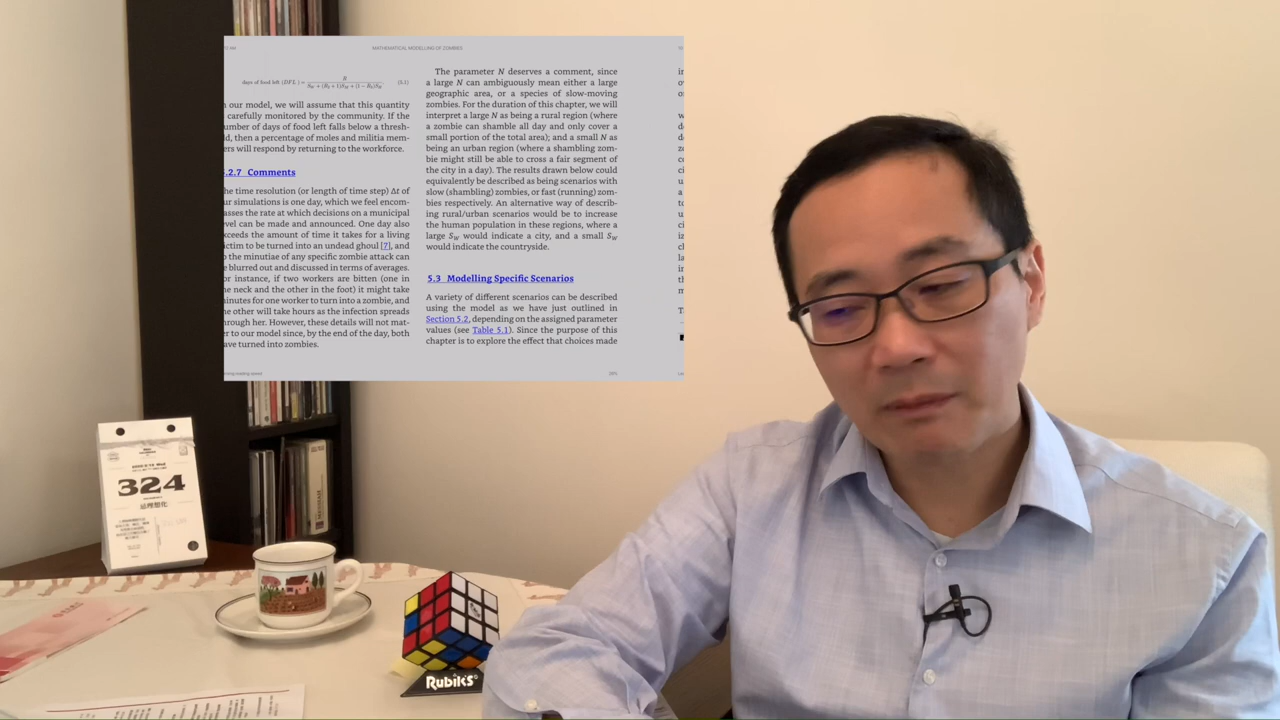 MATHEMATICAL MODELLING OF ZOMBIES
days of food left (DFL) =
(5.1)
n our model, we will assume that this quantity
carefully monitored by the community. If the
umber of days of food left falls below a thresh-
ld, then a percentage of moles and militia mem-
ers will respond by returning to the workforce.
.2.7 Comments
he time resolution (or length of time step) Δt of
ur simulations is one day, which we feel encom-
asses the rate at which decisions on a municipal
evel can be made and announced. One day also
xceeds the amount of time it takes for a living
ictim to be turned into an undead ghoul [7], and
o the minutiae of any specific zombie attack can
e blurred out and discussed in terms of averages.
or instance, if two workers are bitten (one in
he neck and the other in the foot) it might take
inutes for one worker to turn into a zombie, and
he other will take hours as the infection spreads
hrough her. However, these details will not mat-
er to our model since, by the end of the day, both
ave turned into zombies.
The parameter N deserves a comment, since
a large N can ambiguously mean either a large
geographic area, or a species of slow-moving
zombies. For the duration of this chapter, we will
interpret a large N as being a rural region (where
a zombie can shamble all day and only cover a
small portion of the total area); and a small N as
being an urban region (where a shambling zom-
bie might still be able to cross a fair segment of
the city in a day). The results drawn below could
equivalently be described as being scenarios with
slow (shambling) zombies, or fast (running) zom-
bies respectively. An alternative way of describ-
ing rural/urban scenarios would be to increase
the human population in these regions, where a
large S_W would indicate a city, and a small S_W
would indicate the countryside.
5.3 Modelling Specific Scenarios
A variety of different scenarios can be described
using the model as we have just outlined in
Section 5.2, depending on the assigned parameter
values (see Table 5.1). Since the purpose of this
chapter is to explore the effect that choices made
324
Rubik's